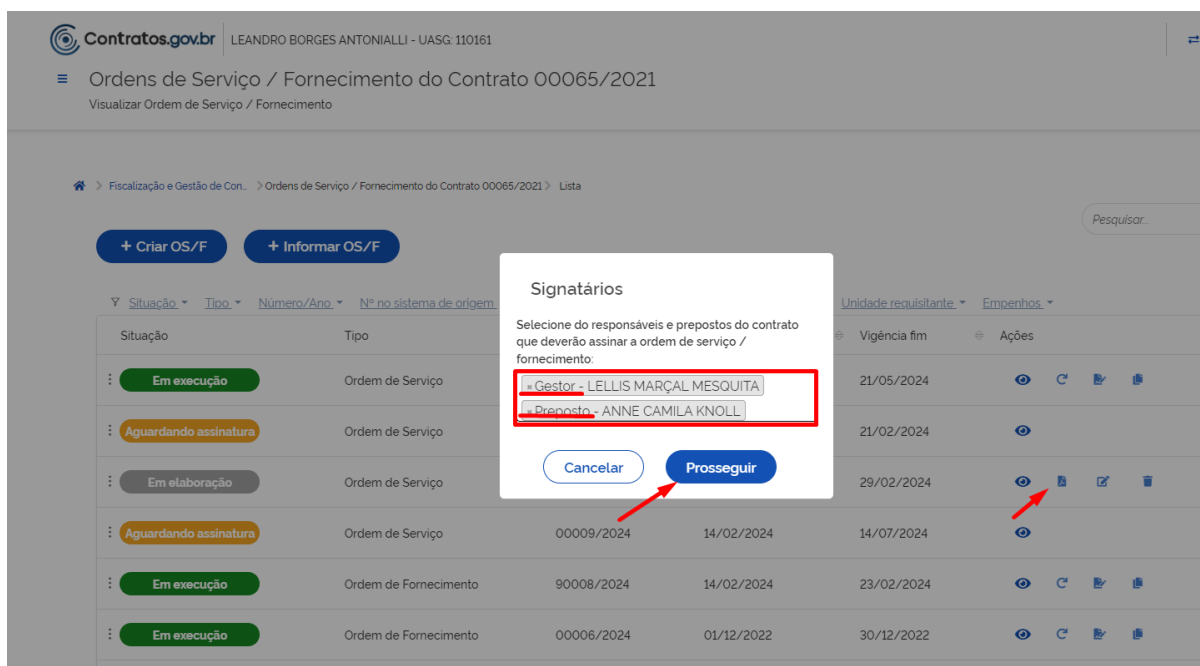 Contratos.gov.br LEANDRO BORGES ANTONIALLI - UASG: 110161
Ordens de Serviço / Fornecimento do Contrato 00065/2021
Visualizar Ordem de Serviço / Fornecimento
Fiscalização e Gestão de Con... > Ordens de Serviço / Fornecimento do Contrato 00065/2021 > Lista
Pesquisar...
+ Criar OS/F + Informar OS/F
Signatários
Selecione do responsáveis e prepostos do contrato
que deverão assinar a ordem de serviço /
fornecimento:
× Gestor - LELLIS MARÇAL MESQUITA
× Preposto - ANNE CAMILA KNOLL
Cancelar Prosseguir
Situação Tipo Número/Ano Nº no sistema de origem Unidade requisitante Empenhos
Situação Tipo Vigência fim Ações
Em execução Ordem de Serviço 21/05/2024
Aguardando assinatura Ordem de Serviço 21/02/2024
Em elaboração Ordem de Serviço 29/02/2024
Aguardando assinatura Ordem de Serviço 00009/2024 14/02/2024 14/07/2024
Em execução Ordem de Fornecimento 90008/2024 14/02/2024 23/02/2024
Em execução Ordem de Fornecimento 00006/2024 01/12/2022 30/12/2022